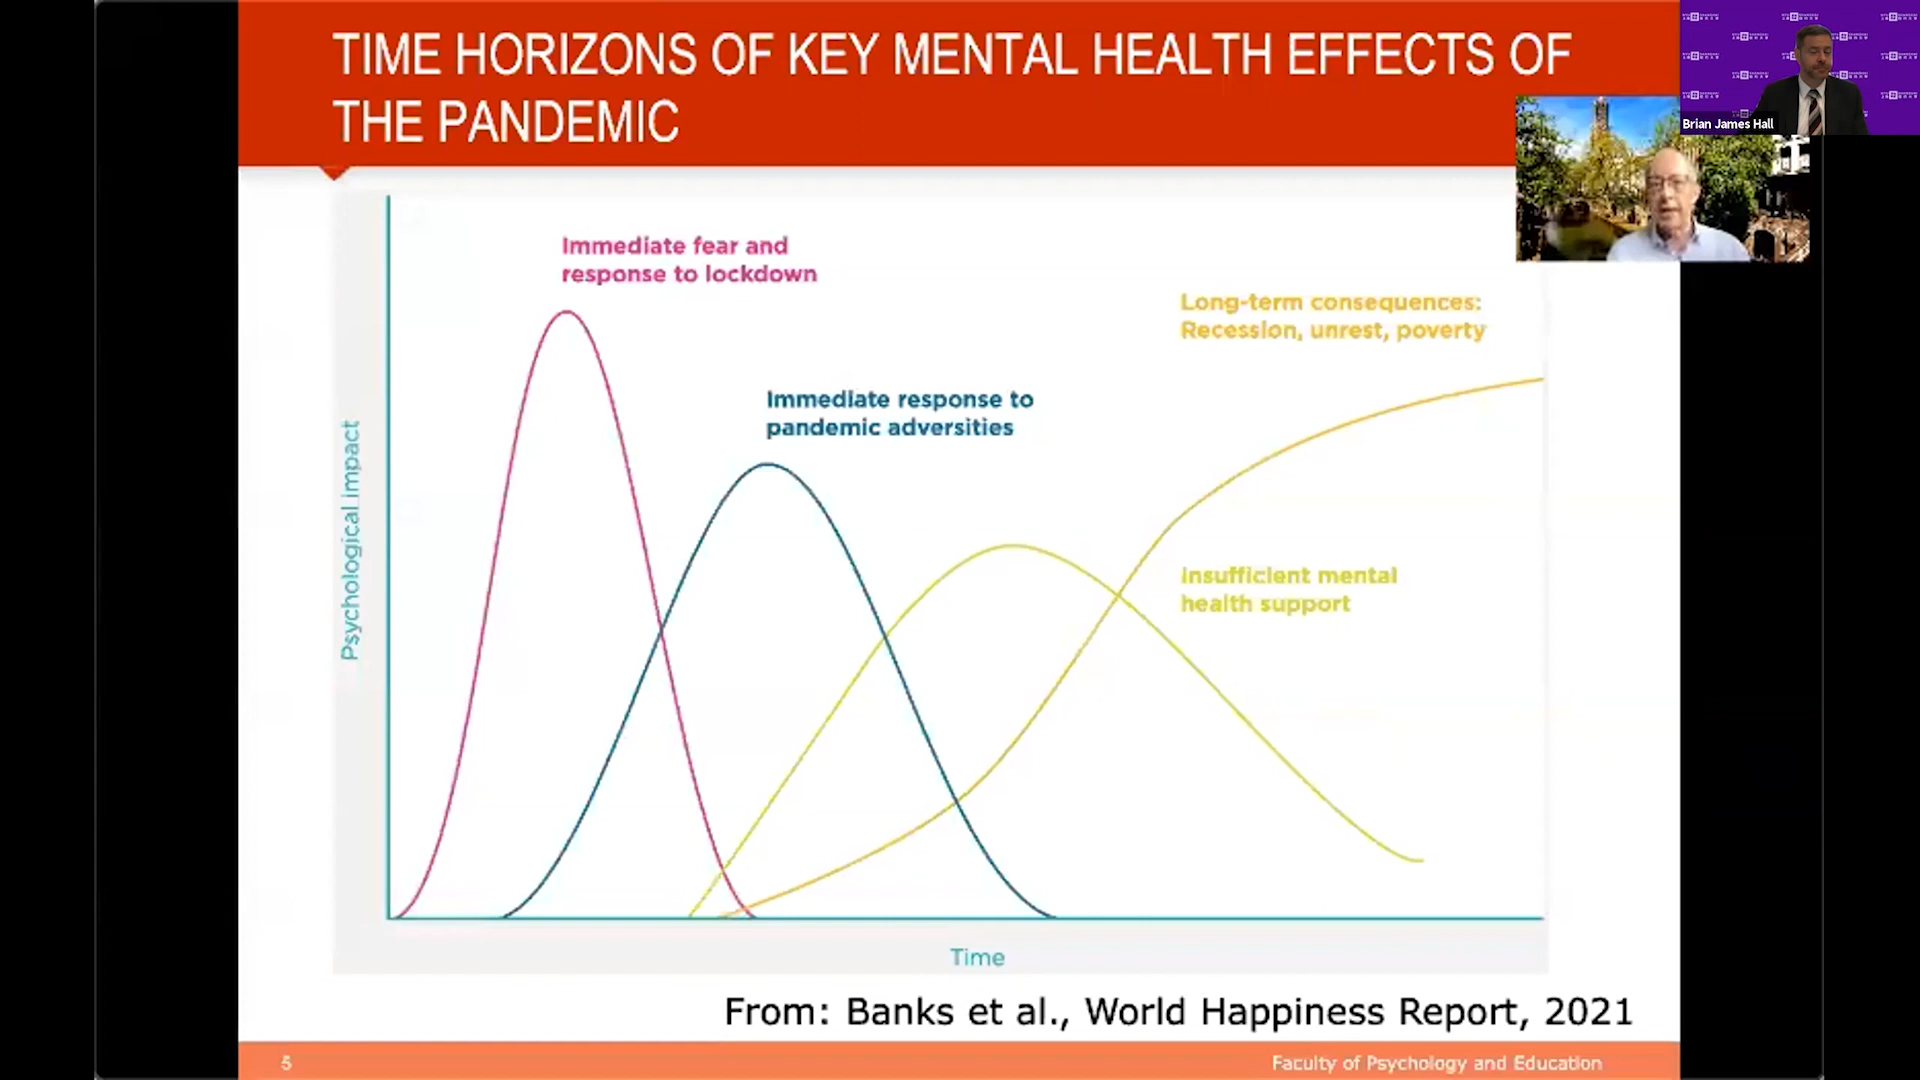 TIME HORIZONS OF KEY MENTAL HEALTH EFFECTS OF
THE PANDEMIC
Brian James Hall
Immediate fear and
response to lockdown
Long-term consequences:
Recession, unrest, poverty
Immediate response to
pandemic adversities
Insufficient mental
health support
Psychological impact
Time
From: Banks et al., World Happiness Report, 2021
5
Faculty of Psychology and Education